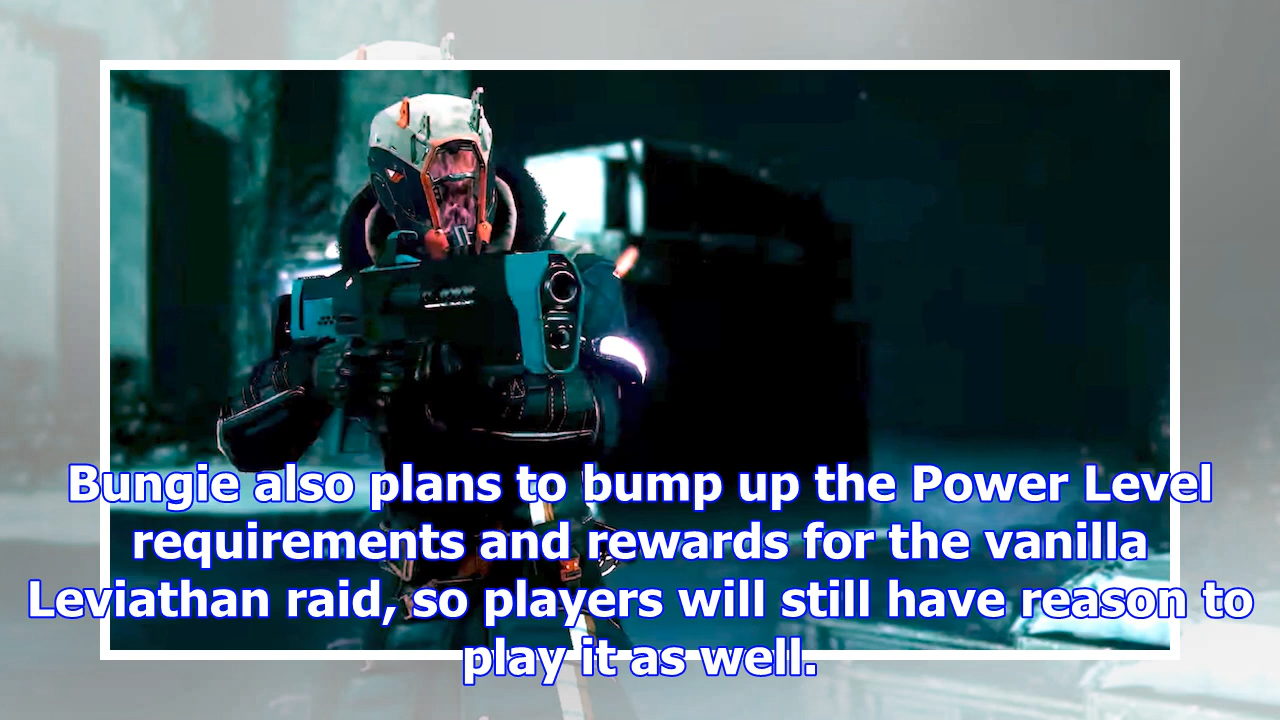 Bungie also plans to bump up the Power Level
requirements and rewards for the vanilla
Leviathan raid, so players will still have reason to
play it as well.